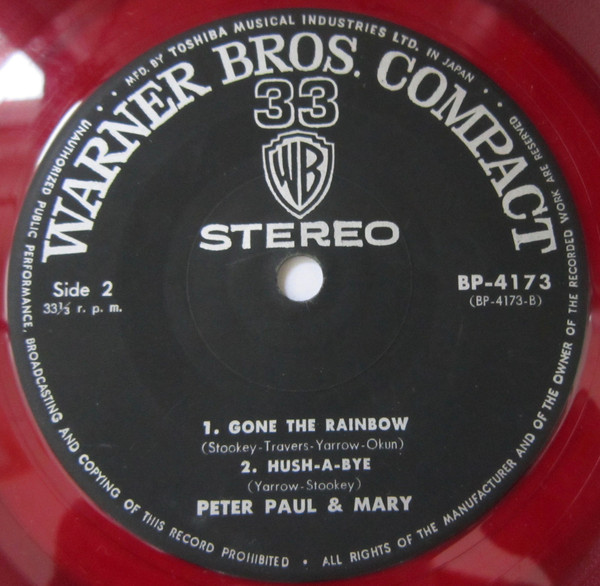 MFD. BY TOSHIBA MUSICAL INDUSTRIES LTD. IN JAPAN
WARNER BROS. COMPACT
33
WB
STEREO
Side 2
33⅓ r. p. m.
BP-4173
(BP-4173-B)
1. GONE THE RAINBOW
(Stookey-Travers-Yarrow-Okun)
2. HUSH-A-BYE
(Yarrow-Stookey)
PETER PAUL & MARY
UNAUTHORIZED PUBLIC PERFORMANCE, BROADCASTING AND COPYING OF THIS RECORD PROHIBITED • ALL RIGHTS OF THE MANUFACTURER AND OF THE OWNER OF THE RECORDED WORK ARE RESERVED